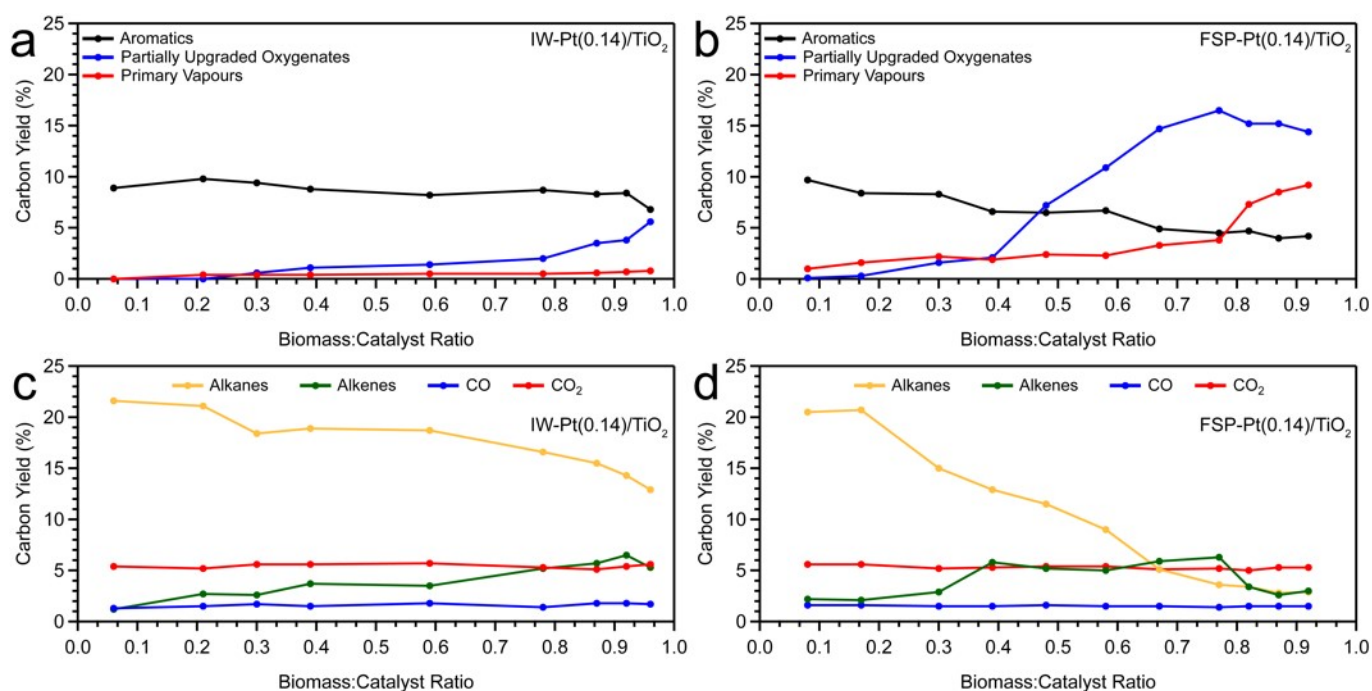 a
IW-Pt(0.14)/TiO₂
Aromatics
Partially Upgraded Oxygenates
Primary Vapours
Carbon Yield (%)
25
20
15
10
5
0
0.0 0.1 0.2 0.3 0.4 0.5 0.6 0.7 0.8 0.9 1.0
Biomass:Catalyst Ratio
b
FSP-Pt(0.14)/TiO₂
Aromatics
Partially Upgraded Oxygenates
Primary Vapours
Carbon Yield (%)
25
20
15
10
5
0
0.0 0.1 0.2 0.3 0.4 0.5 0.6 0.7 0.8 0.9 1.0
Biomass:Catalyst Ratio
c
Alkanes Alkenes CO CO₂
IW-Pt(0.14)/TiO₂
Carbon Yield (%)
25
20
15
10
5
0
0.0 0.1 0.2 0.3 0.4 0.5 0.6 0.7 0.8 0.9 1.0
Biomass:Catalyst Ratio
d
Alkanes Alkenes CO CO₂
FSP-Pt(0.14)/TiO₂
Carbon Yield (%)
25
20
15
10
5
0
0.0 0.1 0.2 0.3 0.4 0.5 0.6 0.7 0.8 0.9 1.0
Biomass:Catalyst Ratio